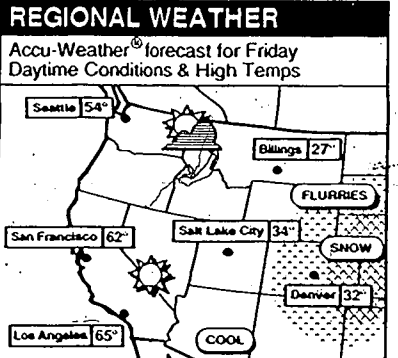 REGIONAL WEATHER
Accu-Weather® forecast for Friday
Daytime Conditions & High Temps
Seattle 54°
Billings 27°
FLURRIES
San Francisco 62°
Salt Lake City 34°
SNOW
Denver 32°
Los Angeles 65°
COOL